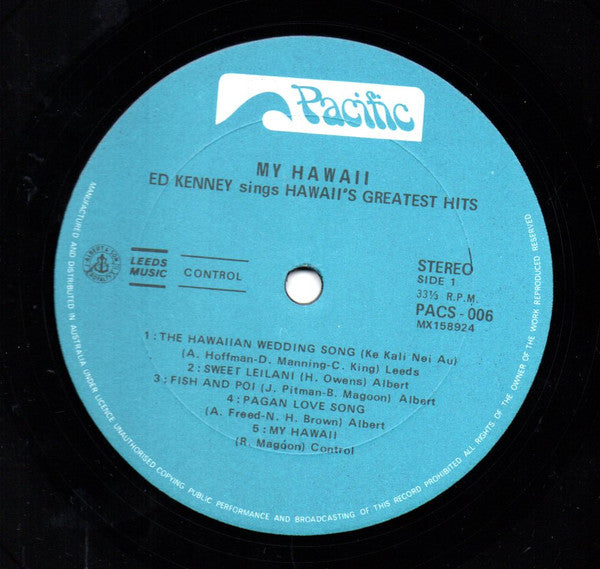 Pacific
MY HAWAII
ED KENNEY sings HAWAII'S GREATEST HITS
LEEDS
MUSIC
CONTROL
STEREO
SIDE 1
33⅓ R.P.M.
PACS - 006
MX158924
1 : THE HAWAIIAN WEDDING SONG (Ke Kali Nei Au)
(A. Hoffman-D. Manning-C. King) Leeds
2 : SWEET LEILANI (H. Owens) Albert
3 : FISH AND POI (J. Pitman-B. Magoon) Albert
4 : PAGAN LOVE SONG
(A. Freed-N. H. Brown) Albert
5 : MY HAWAII
(R. Magoon) Control
MANUFACTURED AND DISTRIBUTED IN AUSTRALIA UNDER LICENCE UNAUTHORISED COPYING PUBLIC PERFORMANCE AND BROADCASTING OF THIS RECORD PROHIBITED ALL RIGHTS OF THE OWNER OF THE WORK REPRODUCED RESERVED